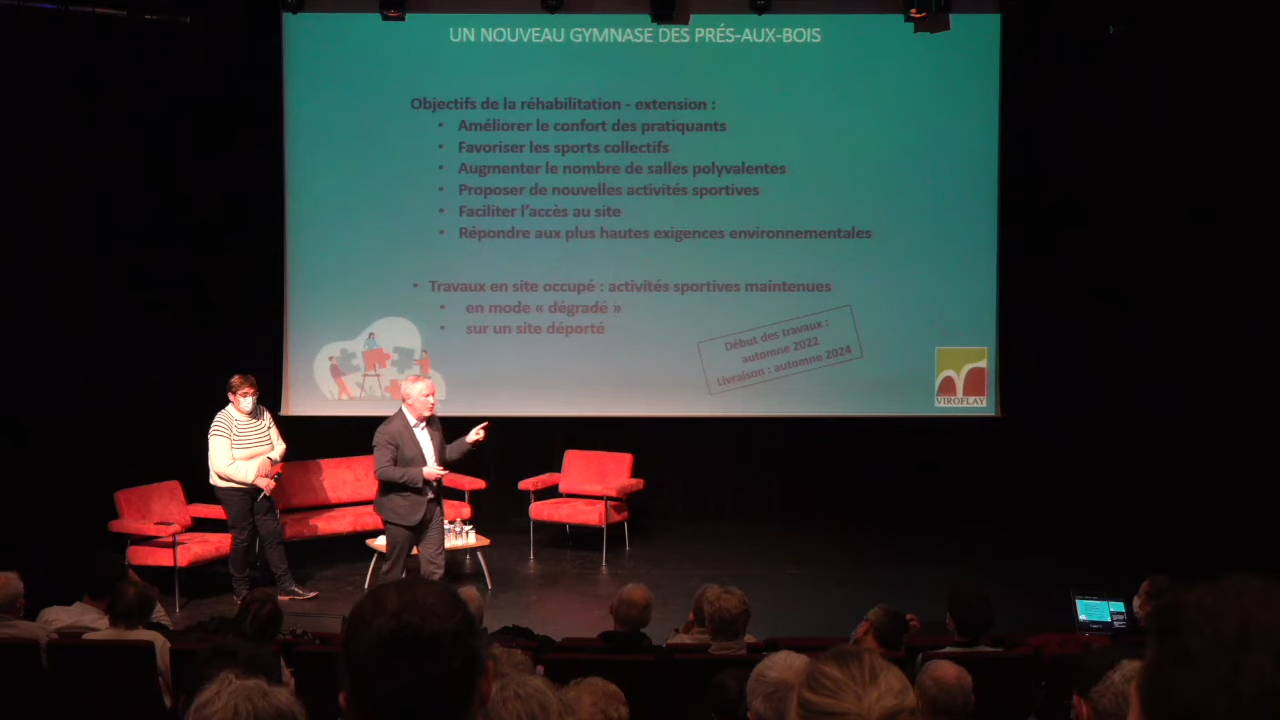 UN NOUVEAU GYMNASE DES PRÉS-AUX-BOIS
Objectifs de la réhabilitation - extension :
• Améliorer le confort des pratiquants
• Favoriser les sports collectifs
• Augmenter le nombre de salles polyvalentes
• Proposer de nouvelles activités sportives
• Faciliter l'accès au site
• Répondre aux plus hautes exigences environnementales
• Travaux en site occupé : activités sportives maintenues
• en mode « dégradé »
• sur un site déporté
Début des travaux :
automne 2022
Livraison : automne 2024
VIROFLAY